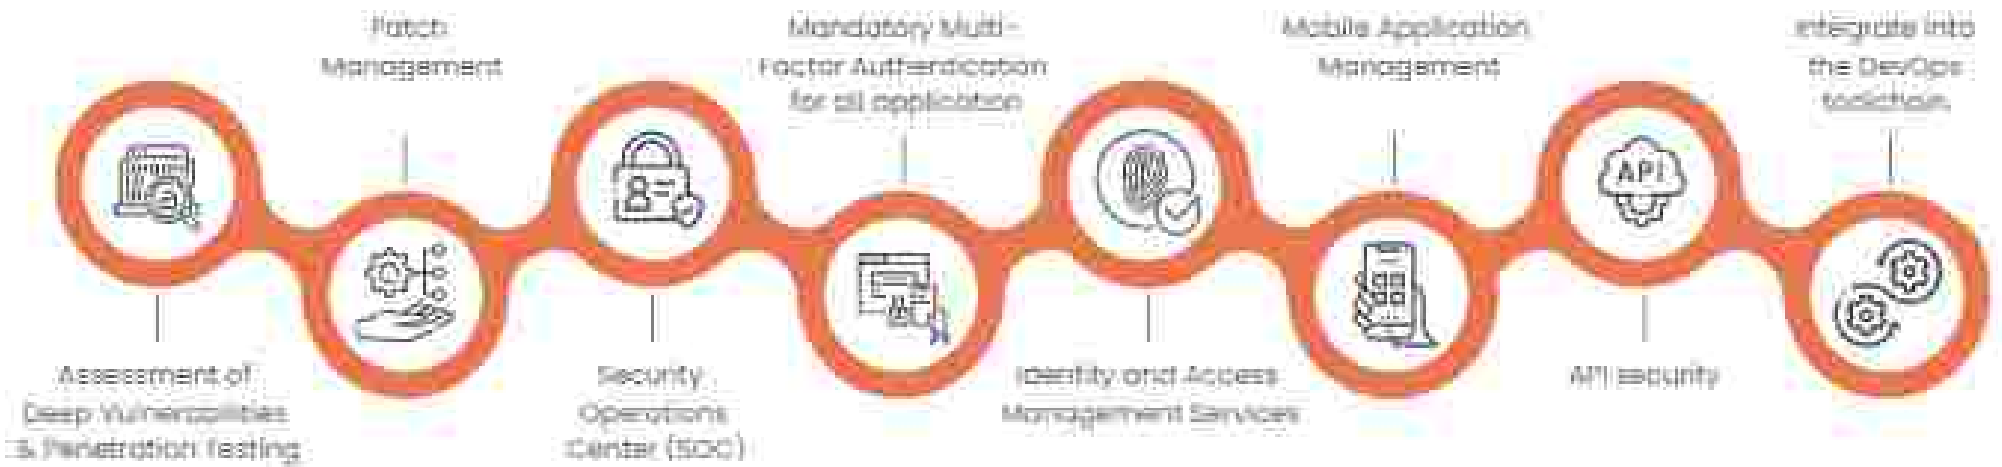 Assessment of
Deep Vulnerabilities
& Penetration Testing
Patch
Management
Security
Operations
Center (SOC)
Mandatory Multi-
Factor Authentication
for all application
Identity and Access
Management Services
Mobile Application
Management
API
API security
Integrate into
the DevOps
toolchain